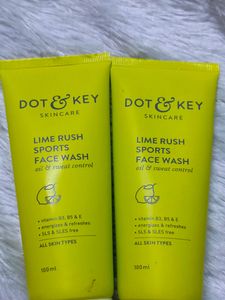 DOT & KEY
SKINCARE
LIME RUSH
SPORTS
FACE WASH
oil & sweat control
• vitamin B3, B5 & E
• energizes & refreshes
• SLS & SLES free
ALL SKIN TYPES
100 ml
DOT & KEY
SKINCARE
LIME RUSH
SPORTS
FACE WASH
oil & sweat control
• vitamin B3, B5 & E
• energizes & refreshes
• SLS & SLES free
ALL SKIN TYPES
100 ml